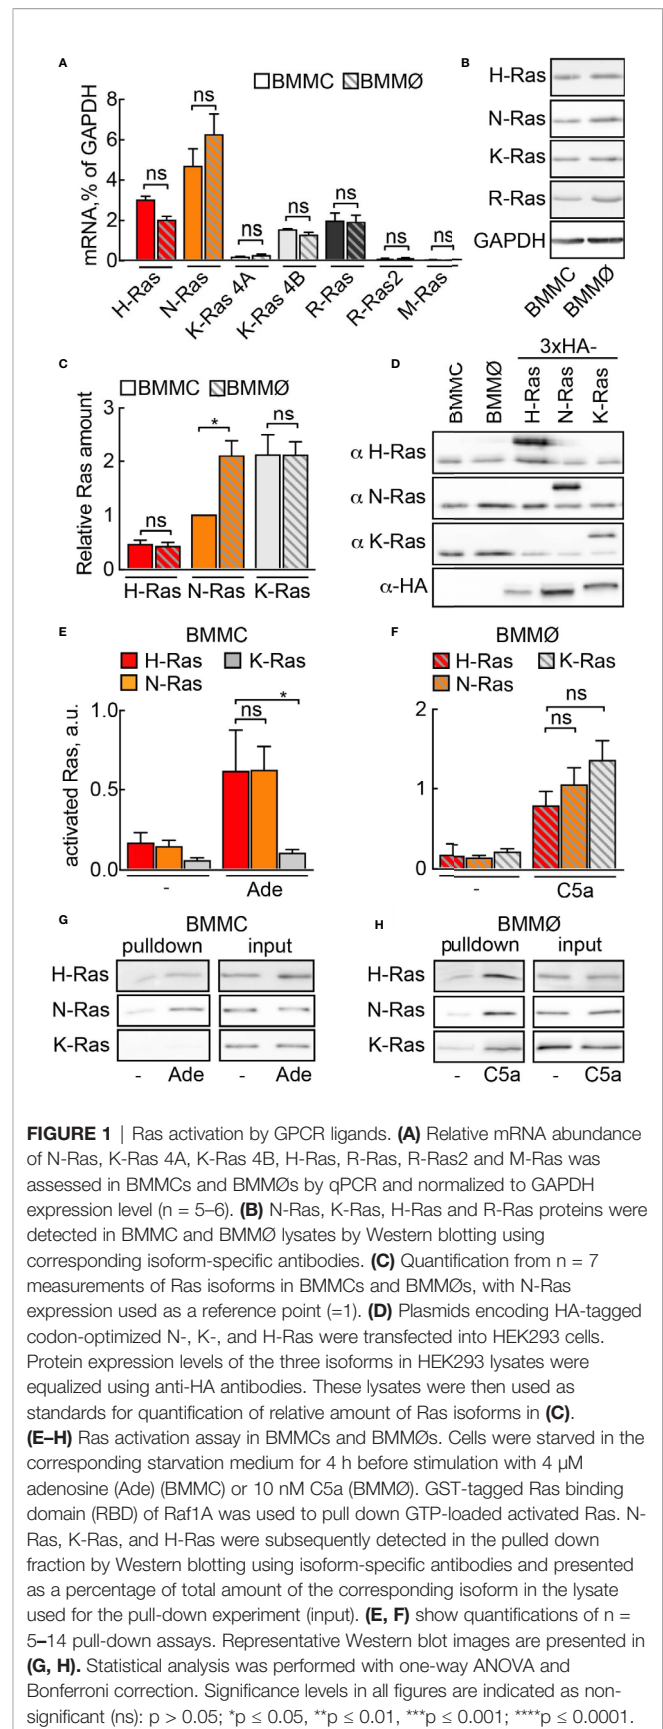 A
BMMC BMMØ
mRNA,% of GAPDH
8
6
4
2
0
ns
ns
ns
ns
ns
ns
ns
H-Ras
N-Ras
K-Ras 4A
K-Ras 4B
R-Ras
R-Ras2
M-Ras
B
H-Ras
N-Ras
K-Ras
R-Ras
GAPDH
BMMC
BMMØ
C
BMMC BMMØ
Relative Ras amount
3
2
1
0
ns
*
ns
H-Ras N-Ras K-Ras
D
3xHA-
BMMC
BMMØ
H-Ras
N-Ras
K-Ras
α H-Ras
α N-Ras
α K-Ras
α-HA
E
BMMC
H-Ras K-Ras
N-Ras
activated Ras, a.u.
1.0
0.5
0.0
*
ns
- Ade
F
BMMØ
H-Ras K-Ras
N-Ras
2
1
0
ns
ns
- C5a
G
BMMC
pulldown input
H-Ras
N-Ras
K-Ras
- Ade - Ade
H
BMMØ
pulldown input
H-Ras
N-Ras
K-Ras
- C5a - C5a
FIGURE 1 | Ras activation by GPCR ligands. (A) Relative mRNA abundance
of N-Ras, K-Ras 4A, K-Ras 4B, H-Ras, R-Ras, R-Ras2 and M-Ras was
assessed in BMMCs and BMMØs by qPCR and normalized to GAPDH
expression level (n = 5–6). (B) N-Ras, K-Ras, H-Ras and R-Ras proteins were
detected in BMMC and BMMØ lysates by Western blotting using
corresponding isoform-specific antibodies. (C) Quantification from n = 7
measurements of Ras isoforms in BMMCs and BMMØs, with N-Ras
expression used as a reference point (=1). (D) Plasmids encoding HA-tagged
codon-optimized N-, K-, and H-Ras were transfected into HEK293 cells.
Protein expression levels of the three isoforms in HEK293 lysates were
equalized using anti-HA antibodies. These lysates were then used as
standards for quantification of relative amount of Ras isoforms in (C).
(E–H) Ras activation assay in BMMCs and BMMØs. Cells were starved in the
corresponding starvation medium for 4 h before stimulation with 4 µM
adenosine (Ade) (BMMC) or 10 nM C5a (BMMØ). GST-tagged Ras binding
domain (RBD) of Raf1A was used to pull down GTP-loaded activated Ras. N-
Ras, K-Ras, and H-Ras were subsequently detected in the pulled down
fraction by Western blotting using isoform-specific antibodies and presented
as a percentage of total amount of the corresponding isoform in the lysate
used for the pull-down experiment (input). (E, F) show quantifications of n =
5–14 pull-down assays. Representative Western blot images are presented in
(G, H). Statistical analysis was performed with one-way ANOVA and
Bonferroni correction. Significance levels in all figures are indicated as non-
significant (ns): p > 0.05; *p ≤ 0.05, **p ≤ 0.01, ***p ≤ 0.001; ****p ≤ 0.0001.